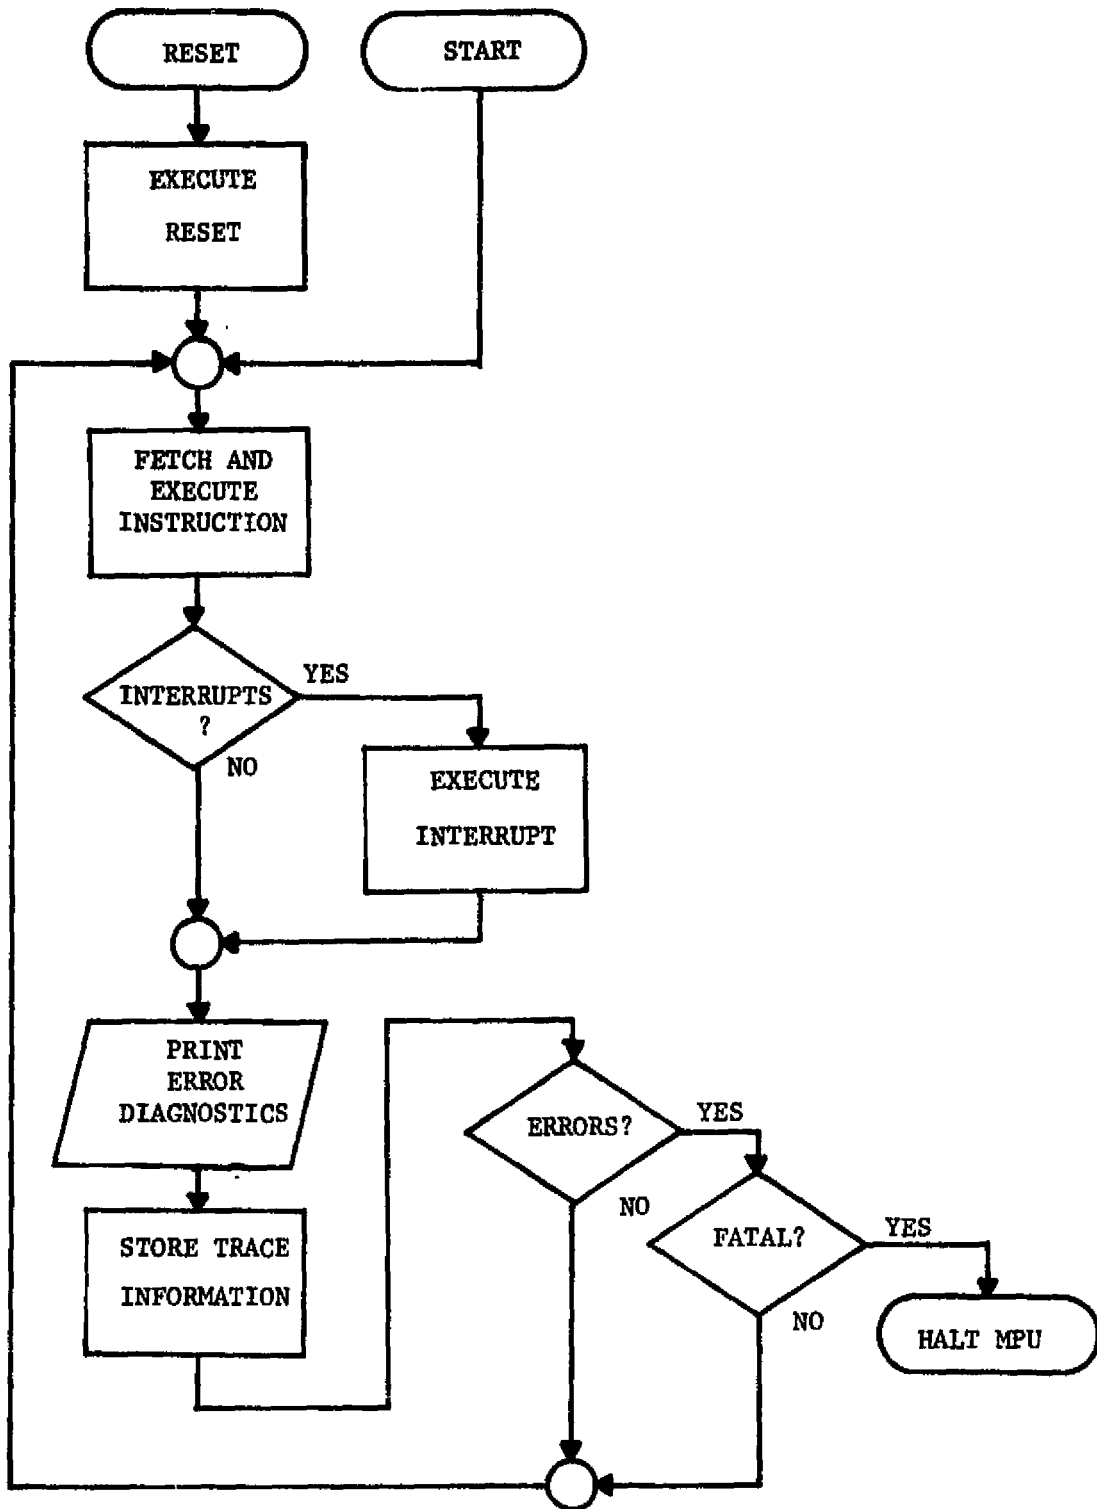 RESET
START
EXECUTE
RESET
FETCH AND
EXECUTE
INSTRUCTION
INTERRUPTS
?
YES
NO
EXECUTE
INTERRUPT
PRINT
ERROR
DIAGNOSTICS
STORE TRACE
INFORMATION
ERRORS?
YES
NO
FATAL?
YES
NO
HALT MPU